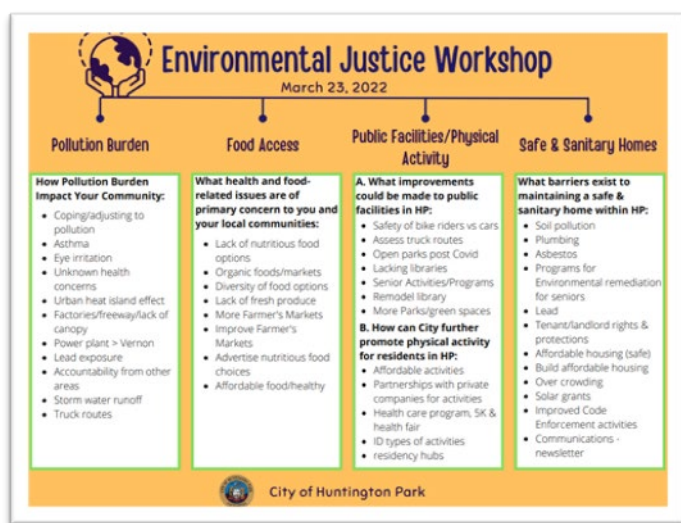 Environmental Justice Workshop
March 23, 2022
Pollution Burden
How Pollution Burden
Impact Your Community:
• Coping/adjusting to
pollution
• Asthma
• Eye irritation
• Unknown health
concerns
• Urban heat island effect
• Factories/freeway/lack of
canopy
• Power plant > Vernon
• Lead exposure
• Accountability from other
areas
• Storm water runoff
• Truck routes
Food Access
What health and food-
related issues are of
primary concern to you and
your local communities:
• Lack of nutritious food
options
• Organic foods/markets
• Diversity of food options
• Lack of fresh produce
• More Farmer's Markets
• Improve Farmer's
Markets
• Advertise nutritious food
choices
• Affordable food/healthy
Public Facilities/Physical
Activity
A. What improvements
could be made to public
facilities in HP:
• Safety of bike riders vs cars
• Assess truck routes
• Open parks post Covid
• Lacking libraries
• Senior Activities/Programs
• Remodel library
• More Parks/green spaces
B. How can City further
promote physical activity
for residents in HP:
• Affordable activities
• Partnerships with private
companies for activities
• Health care program, 5K &
health fair
• ID types of activities
• residency hubs
Safe & Sanitary Homes
What barriers exist to
maintaining a safe &
sanitary home within HP:
• Soil pollution
• Plumbing
• Asbestos
• Programs for
Environmental remediation
for seniors
• Lead
• Tenant/landlord rights &
protections
• Affordable housing (safe)
• Build affordable housing
• Over crowding
• Solar grants
• Improved Code
Enforcement activities
• Communications -
newsletter
City of Huntington Park